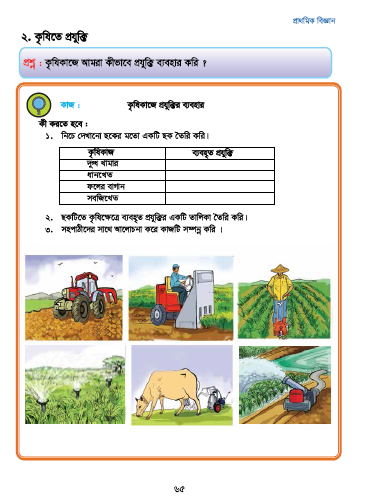 প্রাথমিক বিজ্ঞান
২. কৃষিতে প্রযুক্তি
প্রশ্ন : কৃষিকাজে আমরা কীভাবে প্রযুক্তি ব্যবহার করি ?
কাজ : কৃষিকাজে প্রযুক্তির ব্যবহার
কী করতে হবে :
১. নিচে দেখানো ছকের মতো একটি ছক তৈরি করি।
কৃষিকাজ ব্যবহৃত প্রযুক্তি
দুগ্ধ খামার
ধানখেত
ফলের বাগান
সবজিখেত
২. ছকটিতে কৃষিক্ষেত্রে ব্যবহৃত প্রযুক্তির একটি তালিকা তৈরি করি।
৩. সহপাঠীদের সাথে আলোচনা করে কাজটি সম্পন্ন করি ।
৬৫